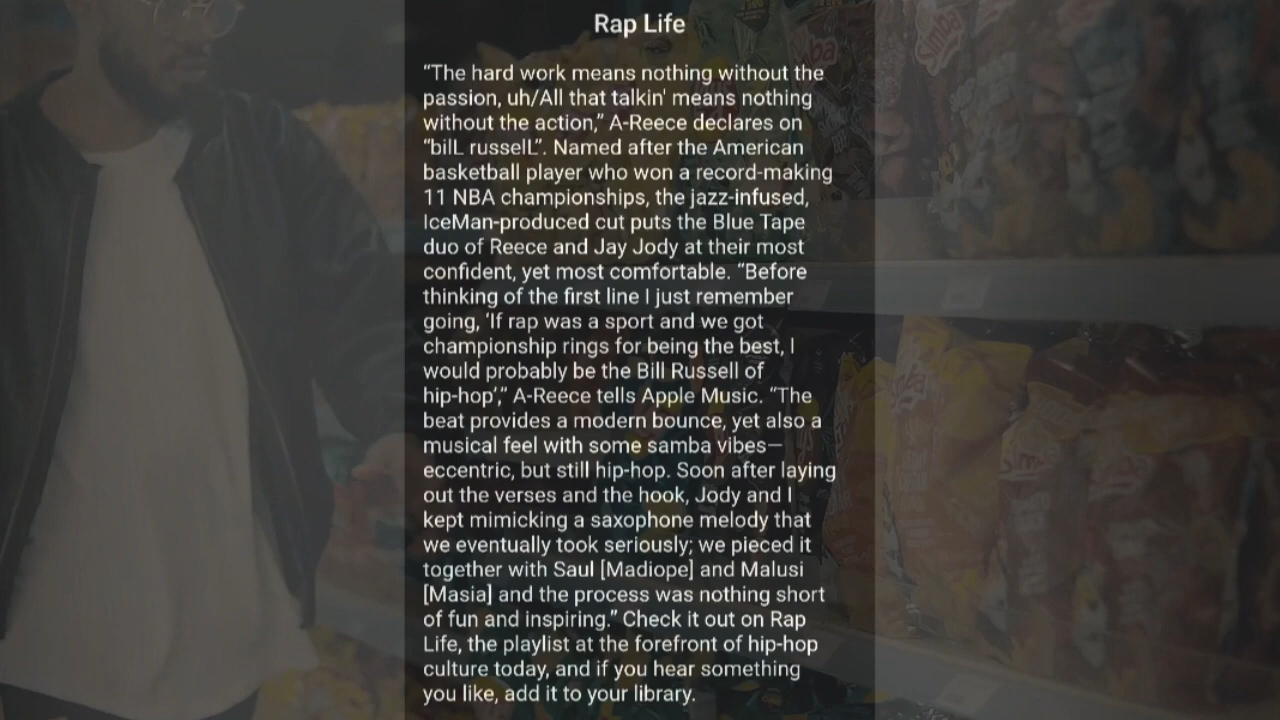 Rap Life
“The hard work means nothing without the
passion, uh/All that talkin' means nothing
without the action,” A-Reece declares on
“bilL russelL”. Named after the American
basketball player who won a record-making
11 NBA championships, the jazz-infused,
IceMan-produced cut puts the Blue Tape
duo of Reece and Jay Jody at their most
confident, yet most comfortable. “Before
thinking of the first line I just remember
going, ‘If rap was a sport and we got
championship rings for being the best, I
would probably be the Bill Russell of
hip-hop’,” A-Reece tells Apple Music. “The
beat provides a modern bounce, yet also a
musical feel with some samba vibes—
eccentric, but still hip-hop. Soon after laying
out the verses and the hook, Jody and I
kept mimicking a saxophone melody that
we eventually took seriously; we pieced it
together with Saul [Madiope] and Malusi
[Masia] and the process was nothing short
of fun and inspiring.” Check it out on Rap
Life, the playlist at the forefront of hip-hop
culture today, and if you hear something
you like, add it to your library.
Simba
Simba
Simba